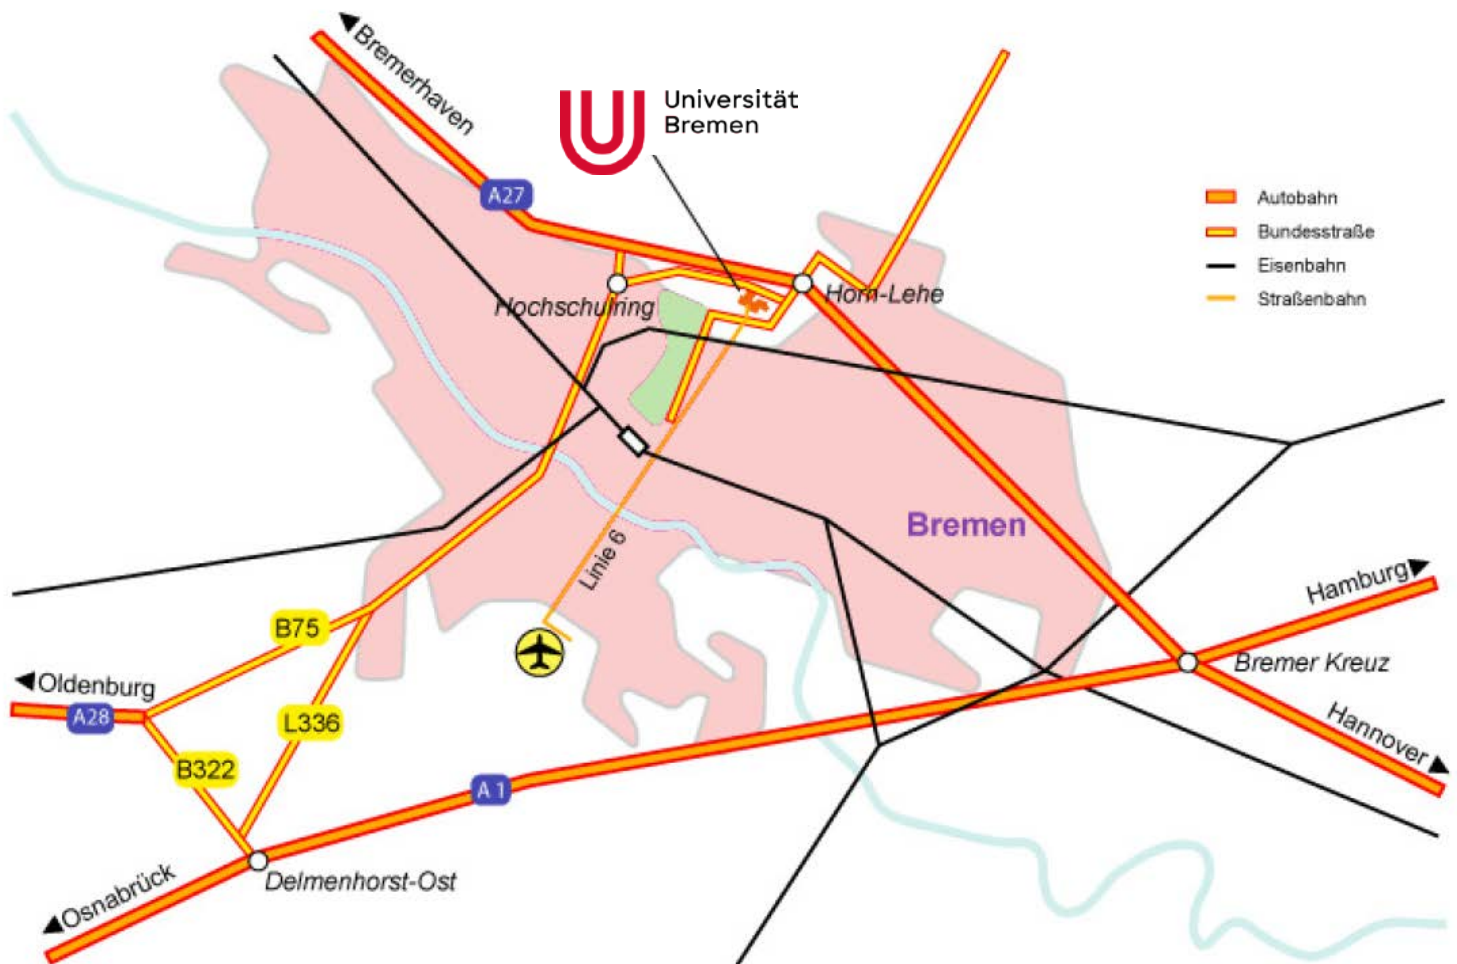 Bremerhaven
Universität
Bremen
A27
Autobahn
Bundesstraße
Eisenbahn
Straßenbahn
Hochschulring
Horn-Lehe
Bremen
Linie 6
Hamburg
B75
Bremer Kreuz
Oldenburg
A28
L336
Hannover
B322
A 1
Delmenhorst-Ost
Osnabrück